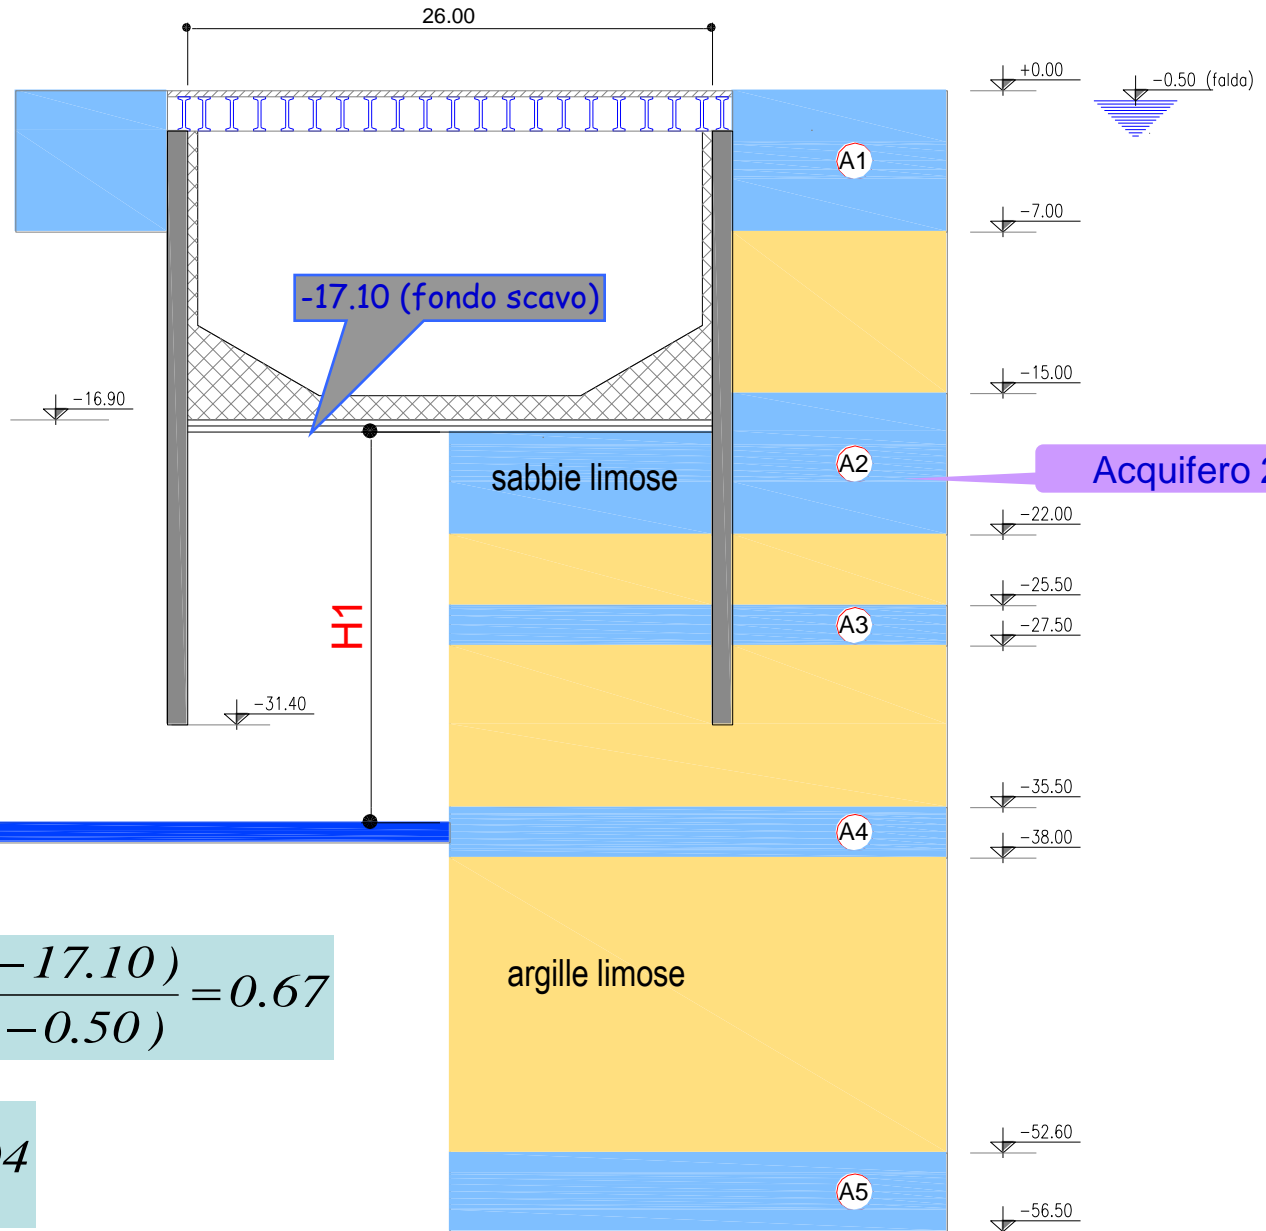 26.00
+0.00
-0.50 (falda)
A1
-7.00
-17.10 (fondo scavo)
-15.00
-16.90
A2
sabbie limose
Acquifero
-22.00
-25.50
A3
-27.50
H1
-31.40
-35.50
A4
-38.00
-17.10 )
-0.50 )
=0.67
argille limose
4
-52.60
A5
-56.50